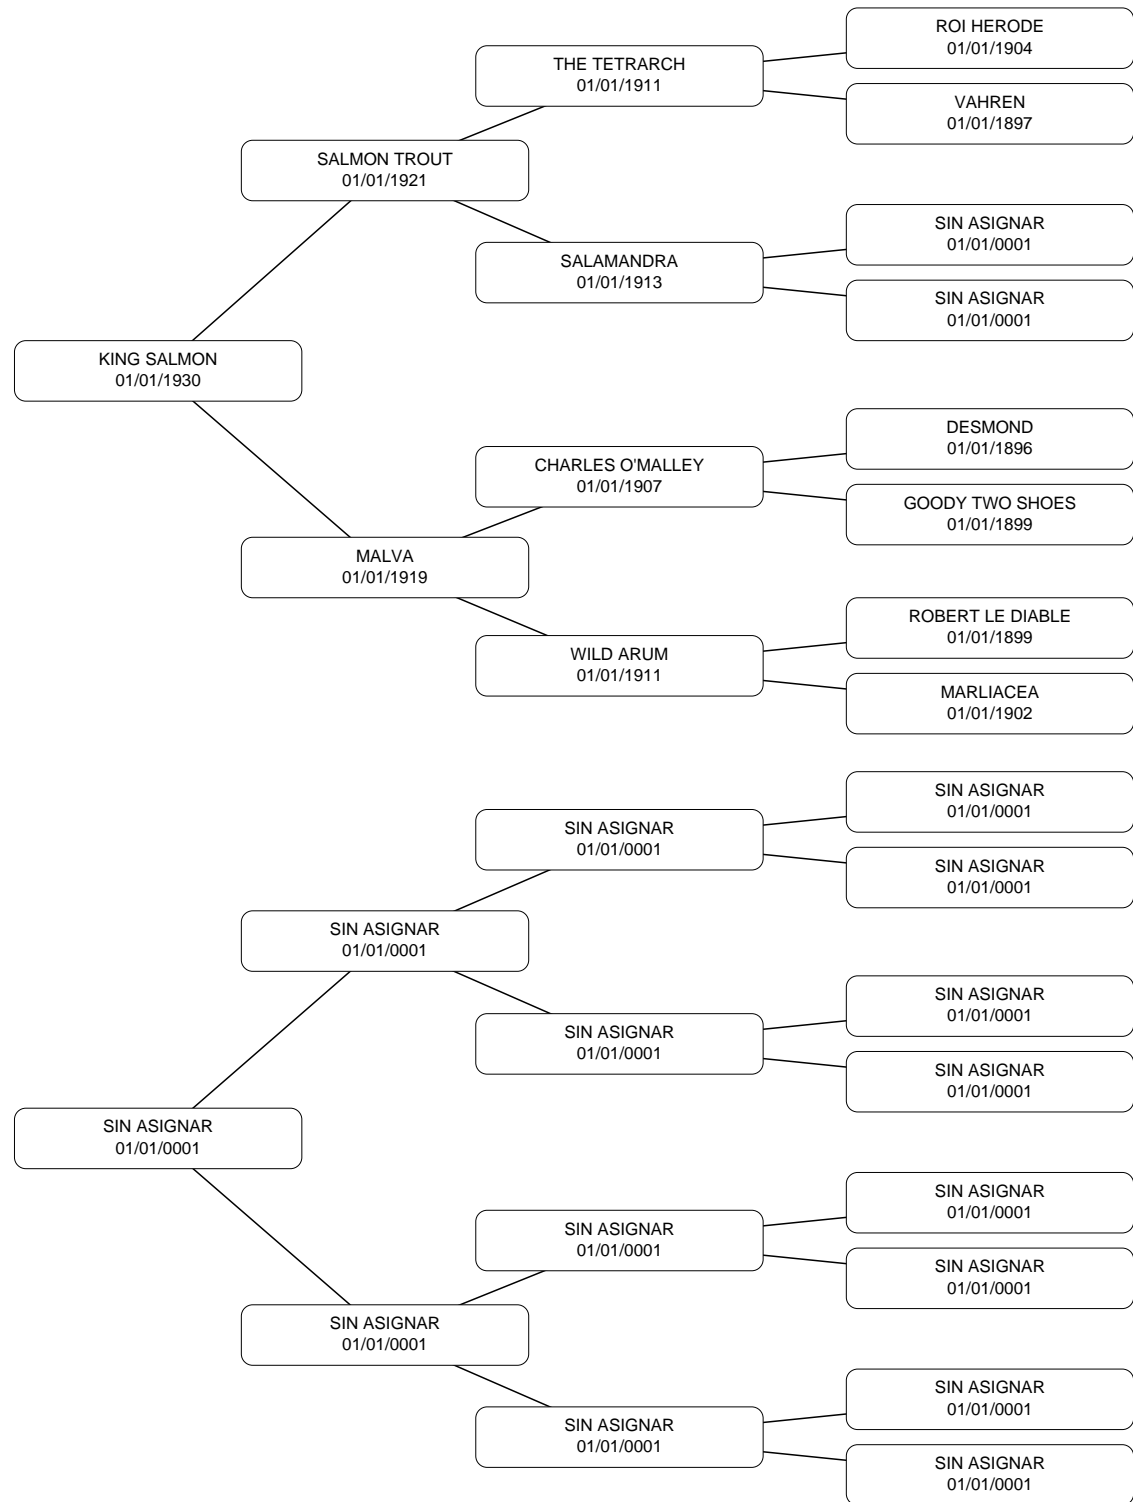 ROI HERODE
01/01/1904
THE TETRARCH
01/01/1911
VAHREN
01/01/1897
SALMON TROUT
01/01/1921
SIN ASIGNAR
01/01/0001
SALAMANDRA
01/01/1913
SIN ASIGNAR
01/01/0001
KING SALMON
01/01/1930
DESMOND
01/01/1896
CHARLES O'MALLEY
01/01/1907
GOODY TWO SHOES
01/01/1899
MALVA
01/01/1919
ROBERT LE DIABLE
01/01/1899
WILD ARUM
01/01/1911
MARLIACEA
01/01/1902
SIN ASIGNAR
01/01/0001
SIN ASIGNAR
01/01/0001
SIN ASIGNAR
01/01/0001
SIN ASIGNAR
01/01/0001
SIN ASIGNAR
01/01/0001
SIN ASIGNAR
01/01/0001
SIN ASIGNAR
01/01/0001
SIN ASIGNAR
01/01/0001
SIN ASIGNAR
01/01/0001
SIN ASIGNAR
01/01/0001
SIN ASIGNAR
01/01/0001
SIN ASIGNAR
01/01/0001
SIN ASIGNAR
01/01/0001
SIN ASIGNAR
01/01/0001
SIN ASIGNAR
01/01/0001